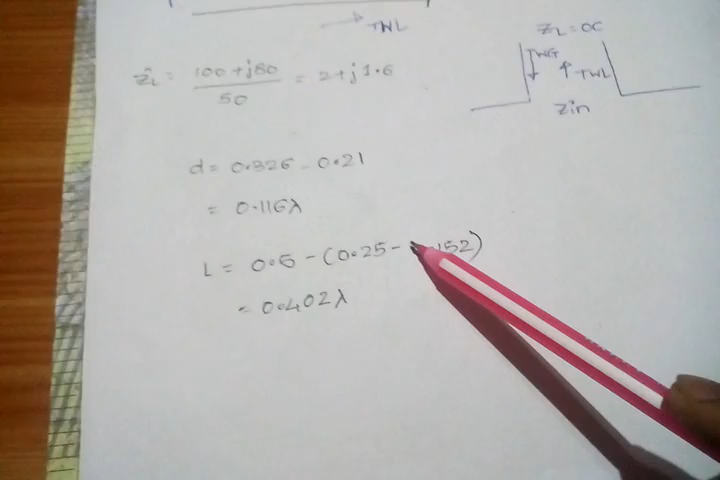 TWL
Z̄L = 100 + j80 / 50 = 2 + j1.6
ZL = OC
TWG
TWL
Zin
d = 0.326 - 0.21
= 0.116λ
L = 0.5 - (0.25 - 152)
= 0.402λ